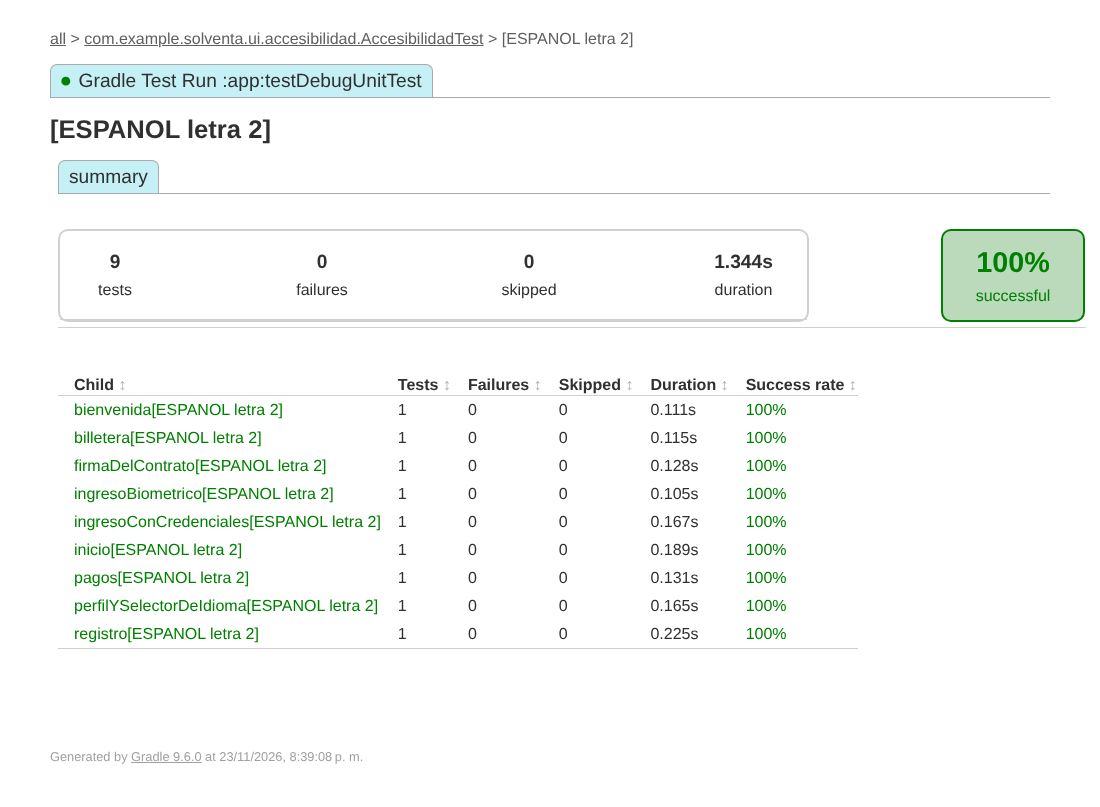 all > com.example.solventa.ui.accesibilidad.AccesibilidadTest > [ESPANOL letra 2]
● Gradle Test Run :app:testDebugUnitTest
[ESPANOL letra 2]
summary
9 0 0 1.344s 100%
tests failures skipped duration successful
Child ↕ Tests ↕ Failures ↕ Skipped ↕ Duration ↕ Success rate ↕
bienvenida[ESPANOL letra 2] 1 0 0 0.111s 100%
billetera[ESPANOL letra 2] 1 0 0 0.115s 100%
firmaDelContrato[ESPANOL letra 2] 1 0 0 0.128s 100%
ingresoBiometrico[ESPANOL letra 2] 1 0 0 0.105s 100%
ingresoConCredenciales[ESPANOL letra 2] 1 0 0 0.167s 100%
inicio[ESPANOL letra 2] 1 0 0 0.189s 100%
pagos[ESPANOL letra 2] 1 0 0 0.131s 100%
perfilYSelectorDeIdioma[ESPANOL letra 2] 1 0 0 0.165s 100%
registro[ESPANOL letra 2] 1 0 0 0.225s 100%
Generated by Gradle 9.6.0 at 23/11/2026, 8:39:08 p. m.